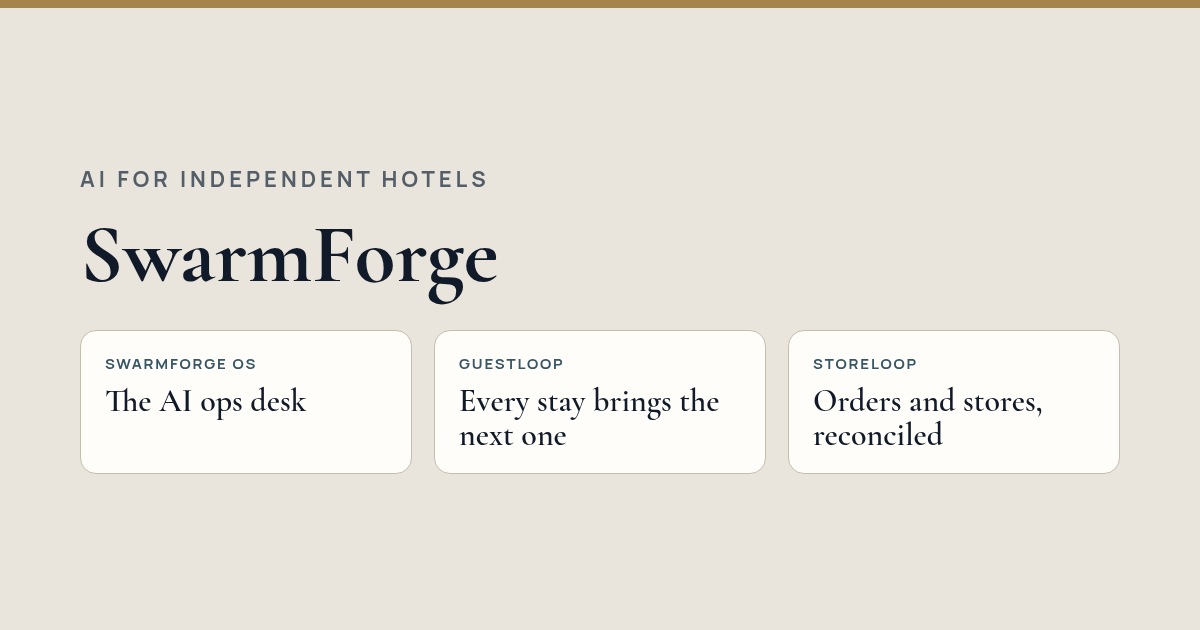 AI FOR INDEPENDENT HOTELS
SwarmForge
SWARMFORGE OS
The AI ops desk
GUESTLOOP
Every stay brings the
next one
STORELOOP
Orders and stores,
reconciled